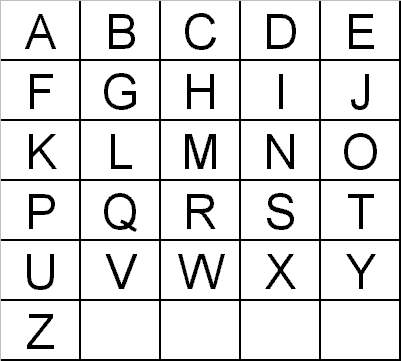 A B C D E
F G H I J
K L M N O
P Q R S T
U V W X Y
Z